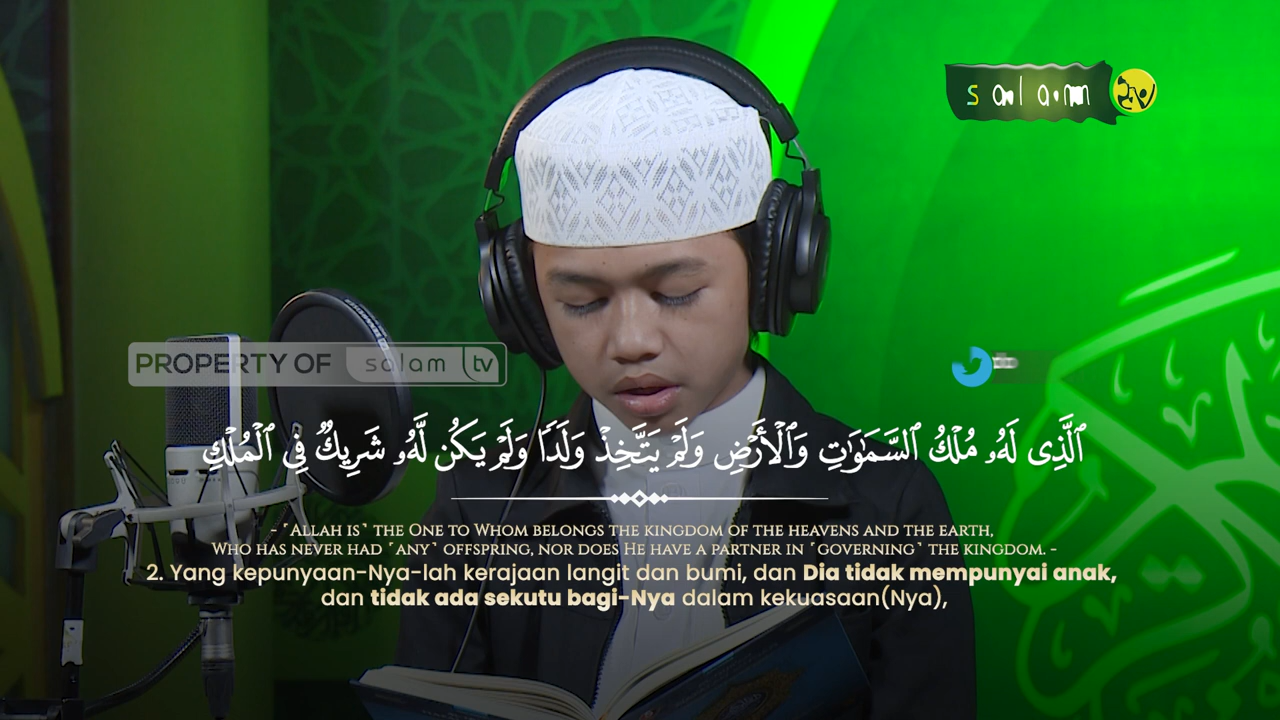 salam tv
PROPERTY OF salam tv
ٱلَّذِى لَهُۥ مُلْكُ ٱلسَّمَـٰوَٰتِ وَٱلْأَرْضِ وَلَمْ يَتَّخِذْ وَلَدًا وَلَمْ يَكُن لَّهُۥ شَرِيكٌ فِى ٱلْمُلْكِ
- ˹Allah is˺ the One to Whom belongs the kingdom of the heavens and the earth,
Who has never had ˹any˺ offspring, nor does He have a partner in ˹governing˺ the kingdom. -
2. Yang kepunyaan-Nya-lah kerajaan langit dan bumi, dan Dia tidak mempunyai anak,
dan tidak ada sekutu bagi-Nya dalam kekuasaan(Nya),